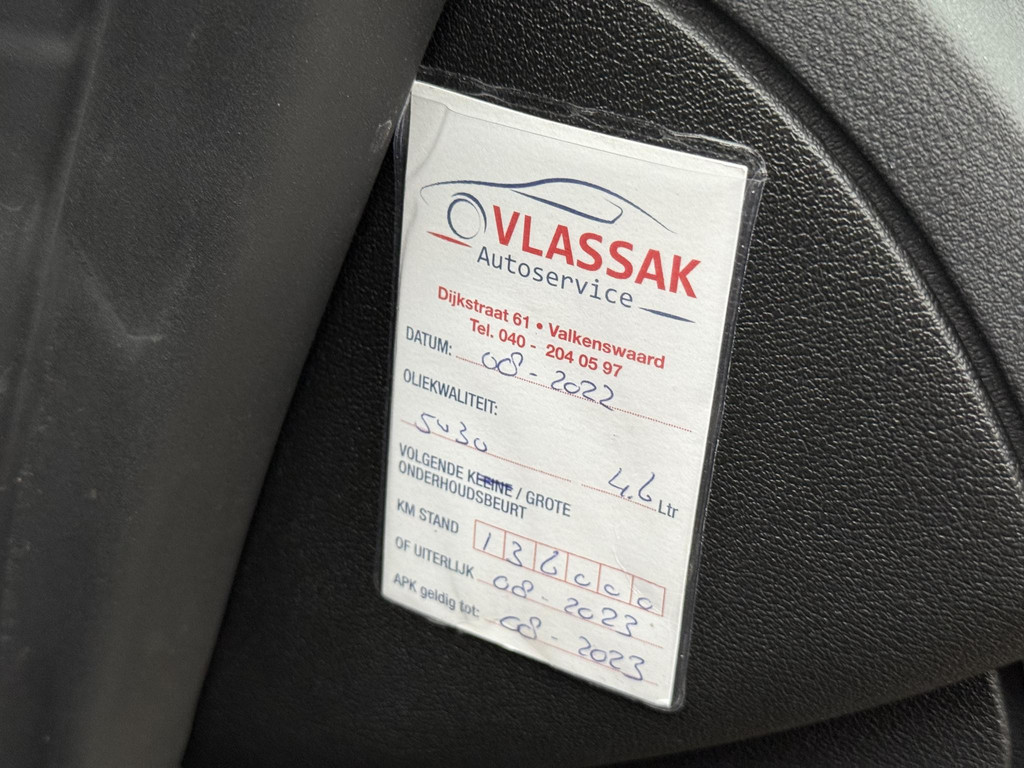 VLASSAK
Autoservice
Dijkstraat 61 • Valkenswaard
Tel. 040 - 204 05 97
DATUM: 08 - 2022
OLIEKWALITEIT:
5W30 4.6 Ltr
VOLGENDE KLEINE / GROTE
ONDERHOUDSBEURT
KM STAND 136000
OF UITERLIJK 08-2023
APK geldig tot: 08-2023